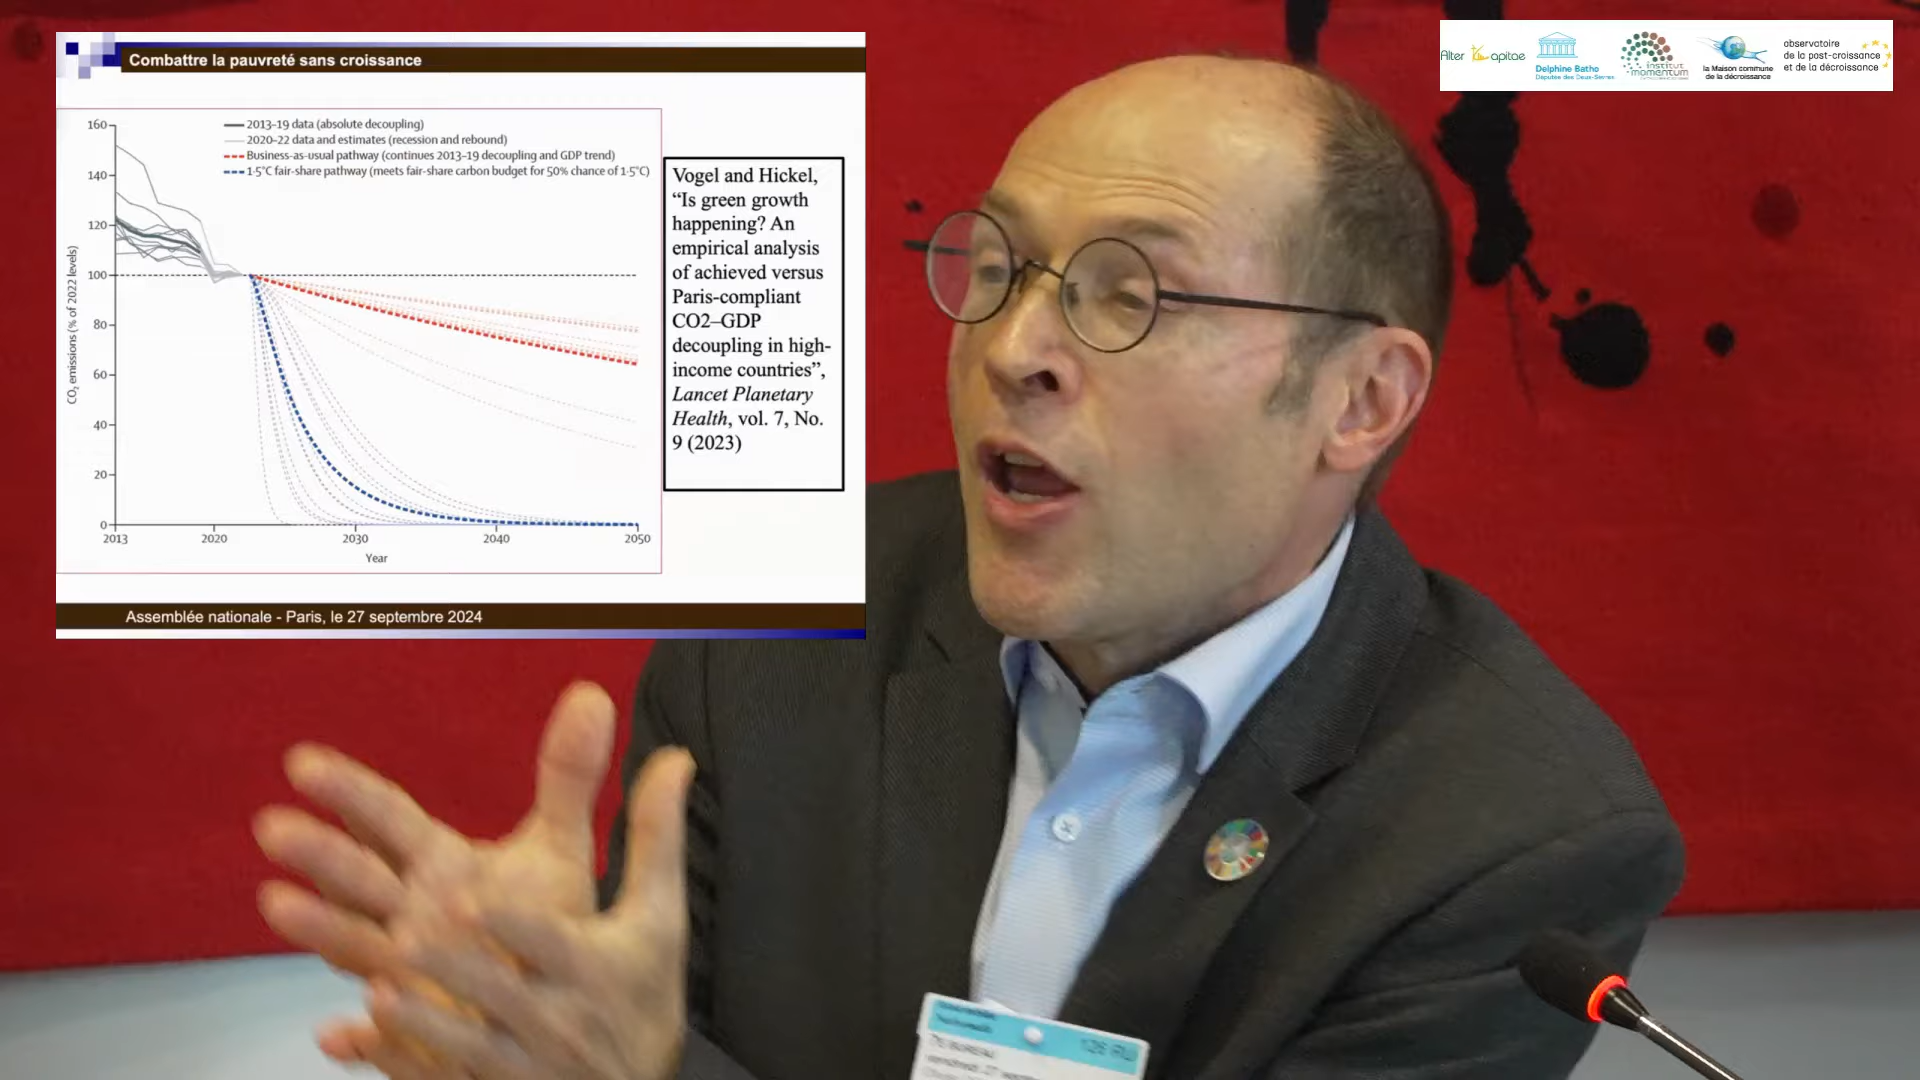 Combattre la pauvreté sans croissance
2013–19 data (absolute decoupling)
2020–22 data and estimates (recession and rebound)
Business-as-usual pathway (continues 2013–19 decoupling and GDP trend)
1·5°C fair-share pathway (meets fair-share carbon budget for 50% chance of 1·5°C)
160
140
120
100
80
60
40
20
0
CO2 emissions (% of 2022 levels)
2013
2020
2030
2040
2050
Year
Vogel and Hickel,
“Is green growth
happening? An
empirical analysis
of achieved versus
Paris-compliant
CO2–GDP
decoupling in high-
income countries”,
Lancet Planetary
Health, vol. 7, No.
9 (2023)
Assemblée nationale - Paris, le 27 septembre 2024
Alter Kapitae
Delphine Batho
Députée des Deux-Sèvres
institut
momentum
la Maison commune
de la décroissance
observatoire
de la post-croissance
et de la décroissance